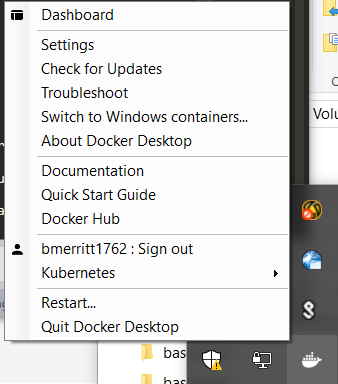 Dashboard
Settings
Check for Updates
Troubleshoot
Switch to Windows containers...
About Docker Desktop
Documentation
Quick Start Guide
Docker Hub
bmerritt1762 : Sign out
Kubernetes
Restart...
Quit Docker Desktop
Volu
bas
bas